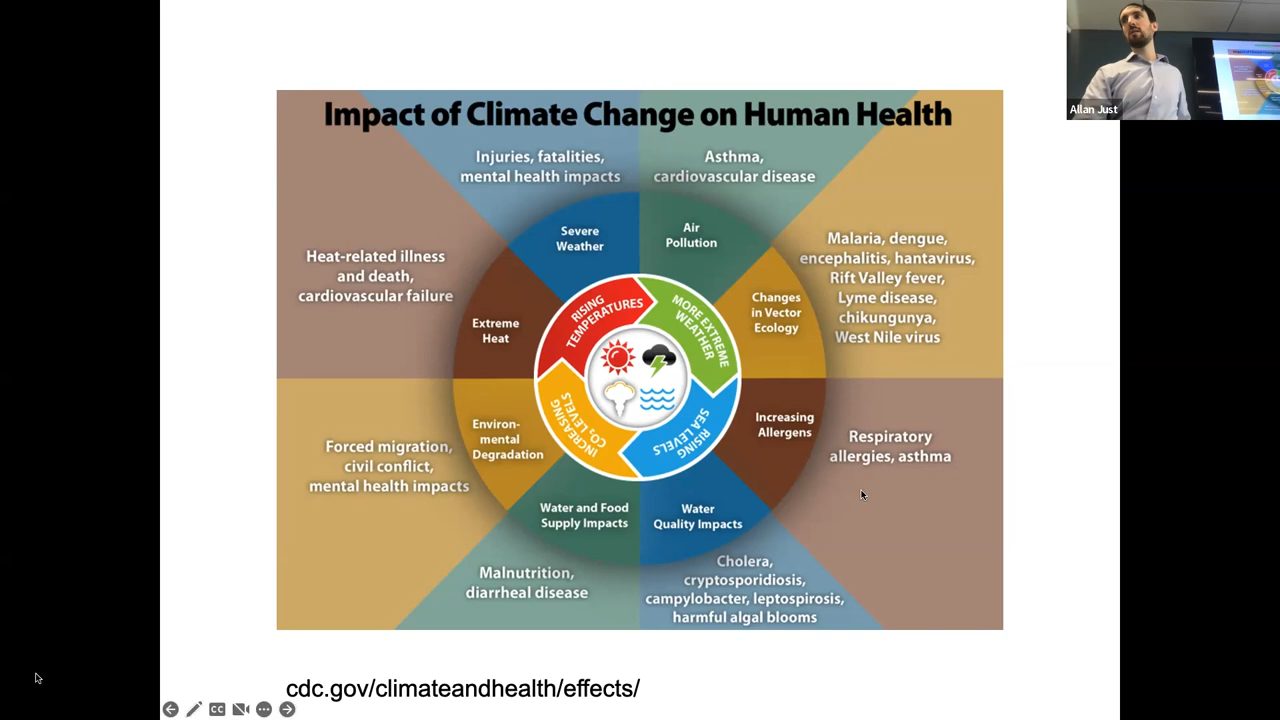 Impact of Climate Change on Human Health
Injuries, fatalities,
mental health impacts
Asthma,
cardiovascular disease
Severe
Weather
Air
Pollution
Heat-related illness
and death,
cardiovascular failure
Malaria, dengue,
encephalitis, hantavirus,
Rift Valley fever,
Lyme disease,
chikungunya,
West Nile virus
Extreme
Heat
Changes
in Vector
Ecology
RISING
TEMPERATURES
MORE EXTREME
WEATHER
RISING
SEA LEVELS
INCREASING
CO₂ LEVELS
Environ-
mental
Degradation
Increasing
Allergens
Forced migration,
civil conflict,
mental health impacts
Respiratory
allergies, asthma
Water and Food
Supply Impacts
Water
Quality Impacts
Malnutrition,
diarrheal disease
Cholera,
cryptosporidiosis,
campylobacter, leptospirosis,
harmful algal blooms
cdc.gov/climateandhealth/effects/
CC
Allan Just